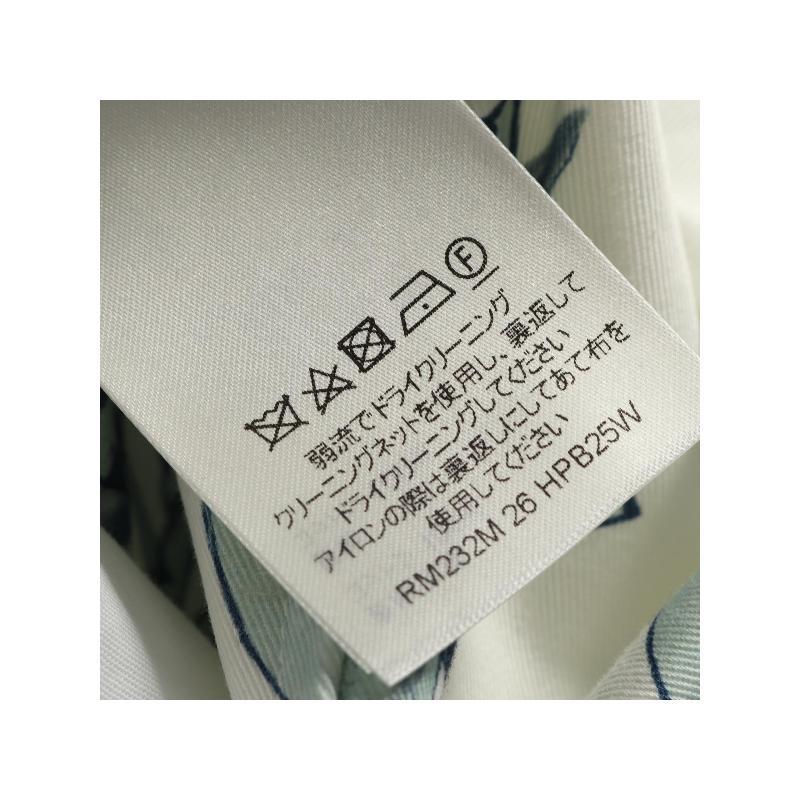 F
弱流でドライクリーニング
クリーニングネットを使用し、裏返して
ドライクリーニングしてください
アイロンの際は裏返しにしてあて布を
使用してください
RM232M 26 HPB25W